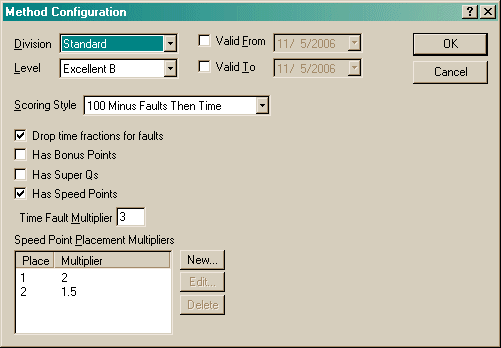 Method Configuration
Division Standard Valid From 11/ 5/2006 OK
Level Excellent B Valid To 11/ 5/2006 Cancel
Scoring Style 100 Minus Faults Then Time
Drop time fractions for faults
Has Bonus Points
Has Super Qs
Has Speed Points
Time Fault Multiplier 3
Speed Point Placement Multipliers
Place Multiplier New...
1 2
2 1.5 Edit...
Delete